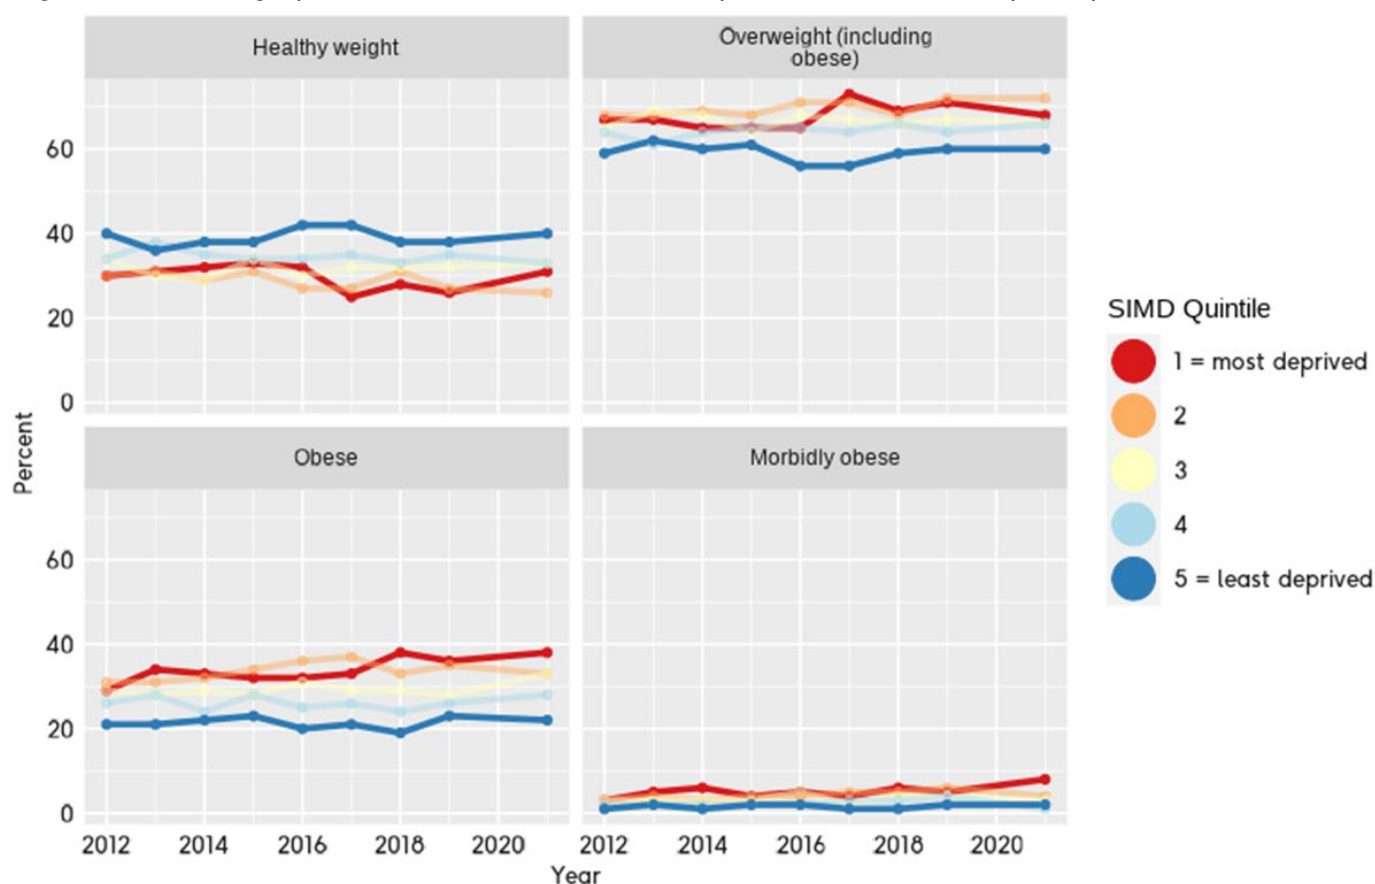 Healthy weight
Overweight (including
obese)
60
40
20
0
Obese
Morbidly obese
60
40
20
0
2012 2014 2016 2018 2020 2012 2014 2016 2018 2020
Year
Percent
SIMD Quintile
1 = most deprived
2
3
4
5 = least deprived